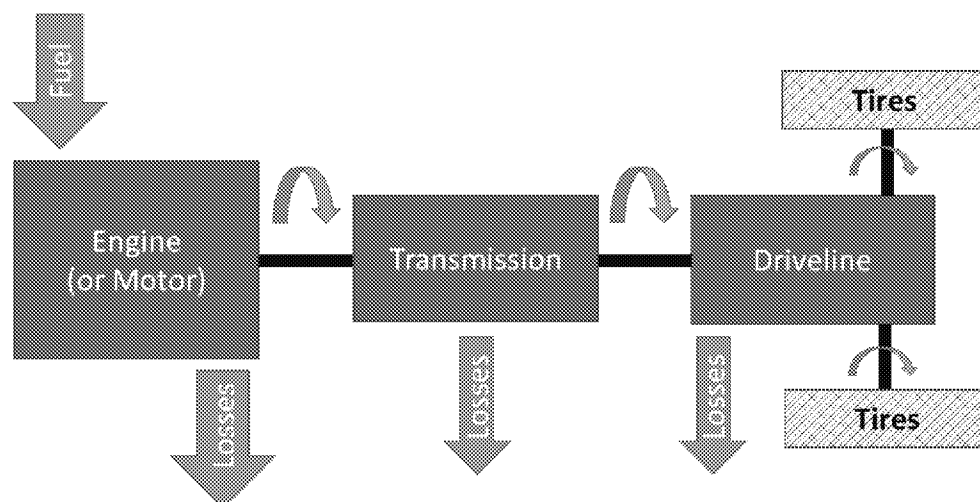 Fuel
Tires
Engine
(or Motor)
Transmission
Driveline
Losses
Losses
Losses
Tires